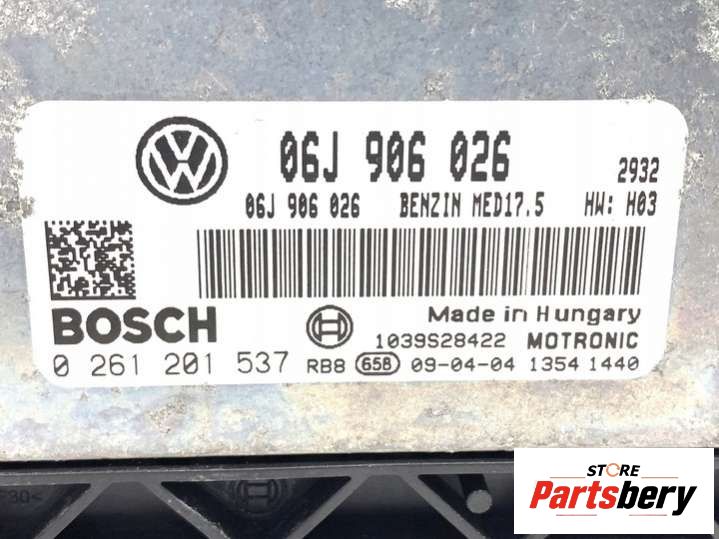 06J 906 026
2932
06J 906 026 BENZIN MED17.5 HW: H03
Made in Hungary
BOSCH
1039S28422 MOTRONIC
0 261 201 537 RB8 658 09-04-04 1354 1440
STORE
Partsbery